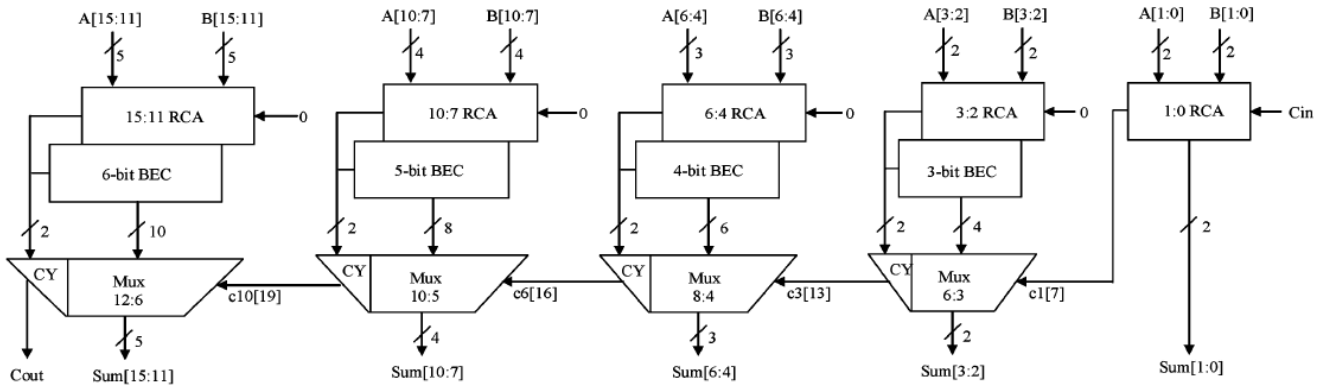 A[15:11] B[15:11] A[10:7] B[10:7] A[6:4] B[6:4] A[3:2] B[3:2] A[1:0] B[1:0]
5 5 4 4 3 3 2 2 2 2
15:11 RCA 0 10:7 RCA 0 6:4 RCA 0 3:2 RCA 0 1:0 RCA Cin
6-bit BEC 5-bit BEC 4-bit BEC 3-bit BEC
2 10 2 8 2 6 2 4 2
CY Mux CY Mux CY Mux CY Mux
12:6 c10[19] 10:5 c6[16] 8:4 c3[13] 6:3 c1[7]
5 4 3 2
Cout Sum[15:11] Sum[10:7] Sum[6:4] Sum[3:2] Sum[1:0]